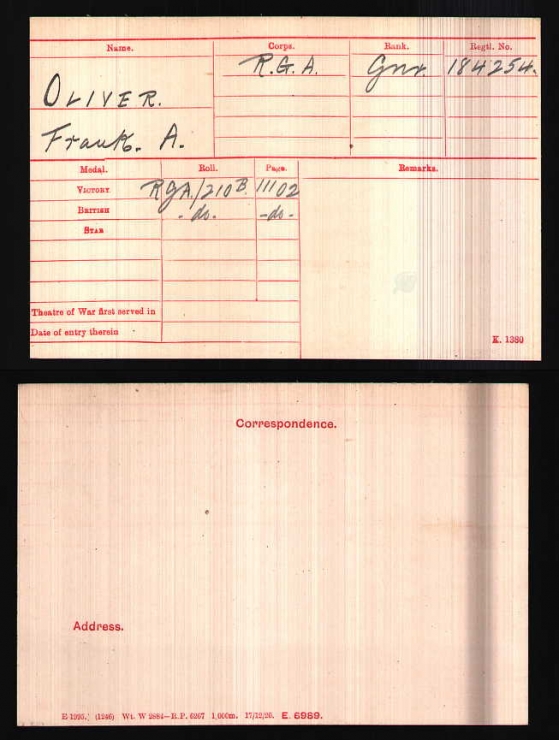 Name. Corps. Rank. Regtl. No.
R.G.A. Gnr. 184254.
OLIVER.
Frank. A.
Medal. Roll. Page. Remarks.
VICTORY RGA/210B 11102
BRITISH - do. - do -
STAR
Theatre of War first served in
Date of entry therein
K. 1380
Correspondence.
Address.
E 1925. (1246) Wt. W 2884—R.P. 6267 1,000m. 17/12/20. E. 6989.